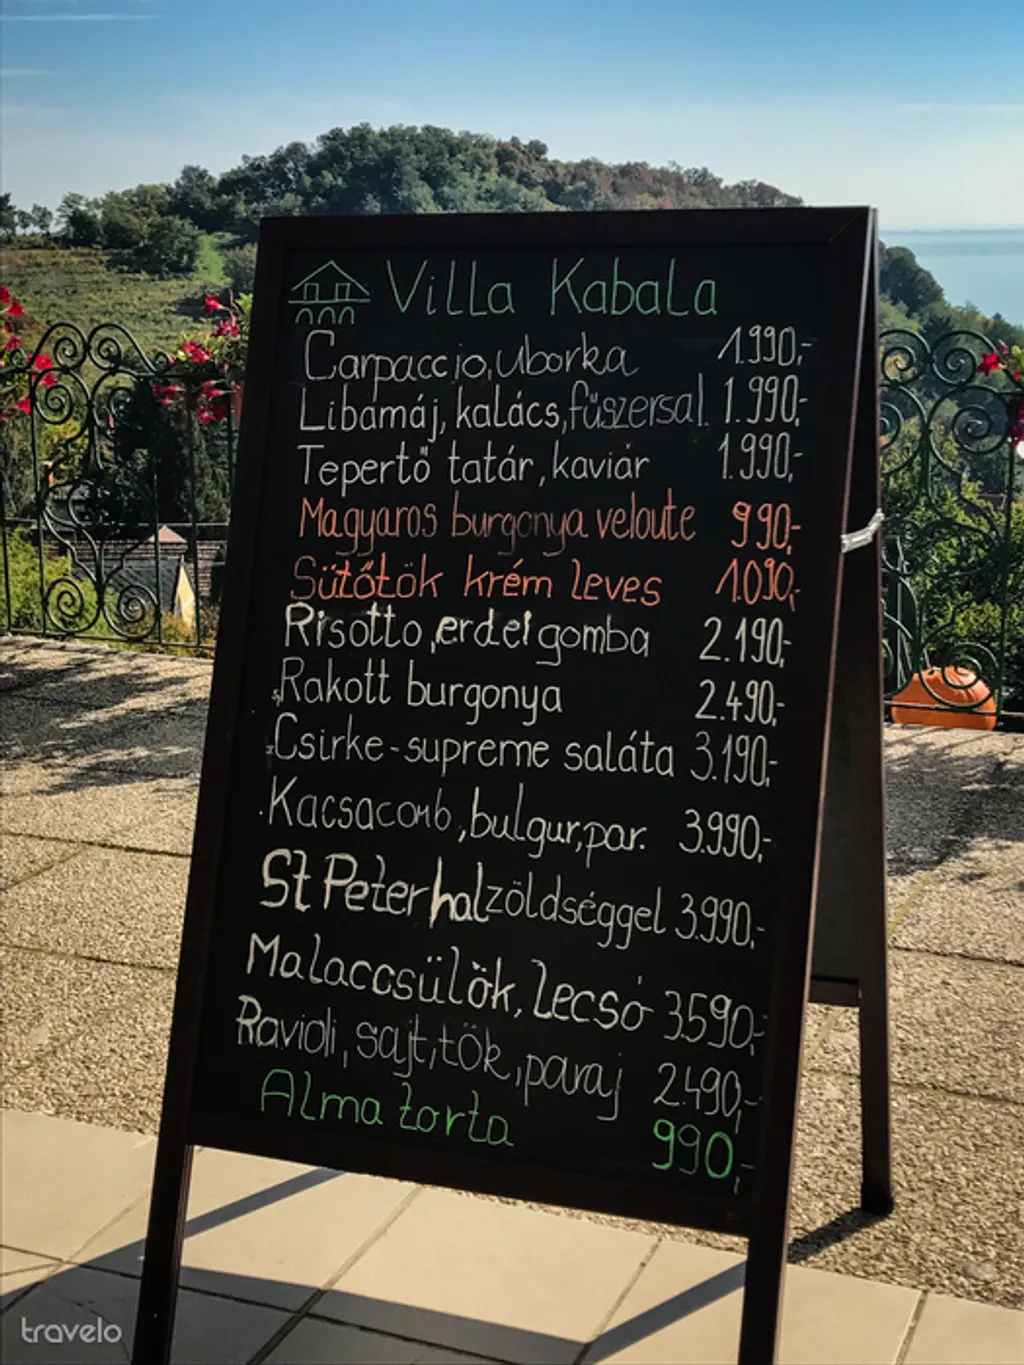 Villa Kabala
Carpaccio, uborka 1.990,-
Libamáj, kalács, fűszersal. 1.990,-
Tepertő tatár, kaviár 1.990,-
Magyaros burgonya veloute 990,-
Sütőtök krém leves 1.090,-
Risotto, erdei gomba 2.190,-
Rakott burgonya 2.490,-
Csirke-supreme saláta 3.190,-
Kacsacomb, bulgur, par. 3.990,-
St Peter hal zöldséggel 3.990,-
Malaccsülök, lecsó 3.590,-
Ravioli, sajt, tök, paraj 2.490,-
Alma torta 990,-
travelo